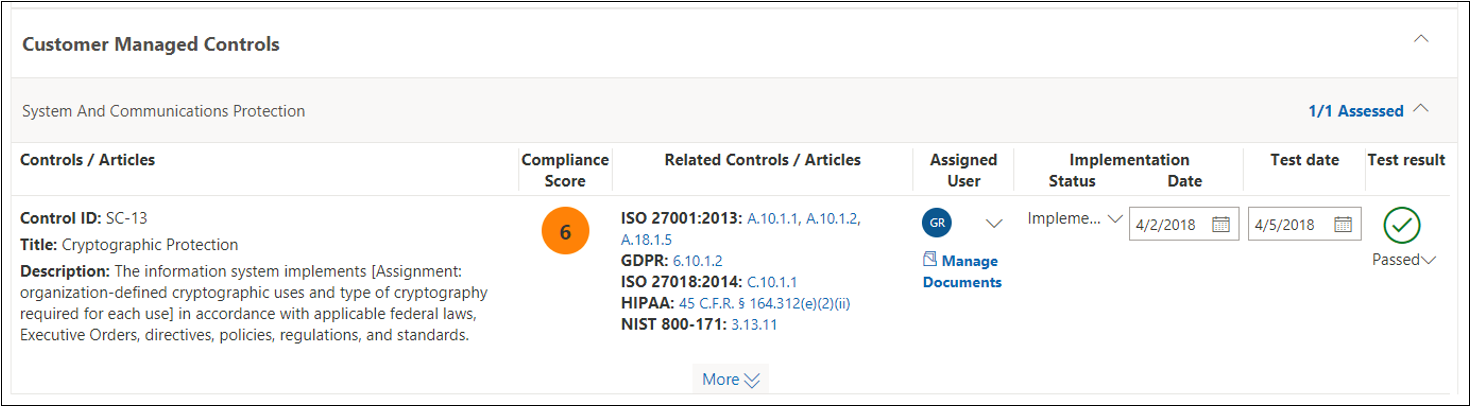 Customer Managed Controls
System And Communications Protection
1/1 Assessed
Controls / Articles
Compliance
Score
Related Controls / Articles
Assigned
User
Implementation
Status Date
Test date
Test result
Control ID: SC-13
Title: Cryptographic Protection
Description: The information system implements [Assignment:
organization-defined cryptographic uses and type of cryptography
required for each use] in accordance with applicable federal laws,
Executive Orders, directives, policies, regulations, and standards.
6
ISO 27001:2013: A.10.1.1, A.10.1.2,
A.18.1.5
GDPR: 6.10.1.2
ISO 27018:2014: C.10.1.1
HIPAA: 45 C.F.R. § 164.312(e)(2)(ii)
NIST 800-171: 3.13.11
GR
Manage
Documents
Impleme...
4/2/2018
4/5/2018
Passed
More